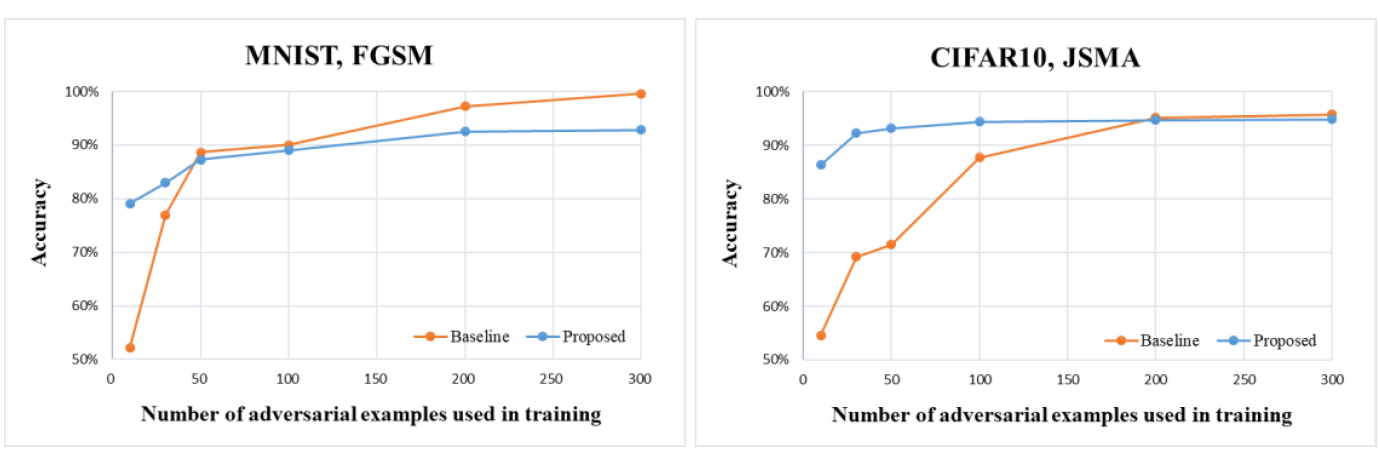 MNIST, FGSM
100%
90%
80%
70%
60%
50%
Accuracy
0 50 100 150 200 250 300
Number of adversarial examples used in training
Baseline Proposed
CIFAR10, JSMA
100%
90%
80%
70%
60%
50%
Accuracy
0 50 100 150 200 250 300
Number of adversarial examples used in training
Baseline Proposed